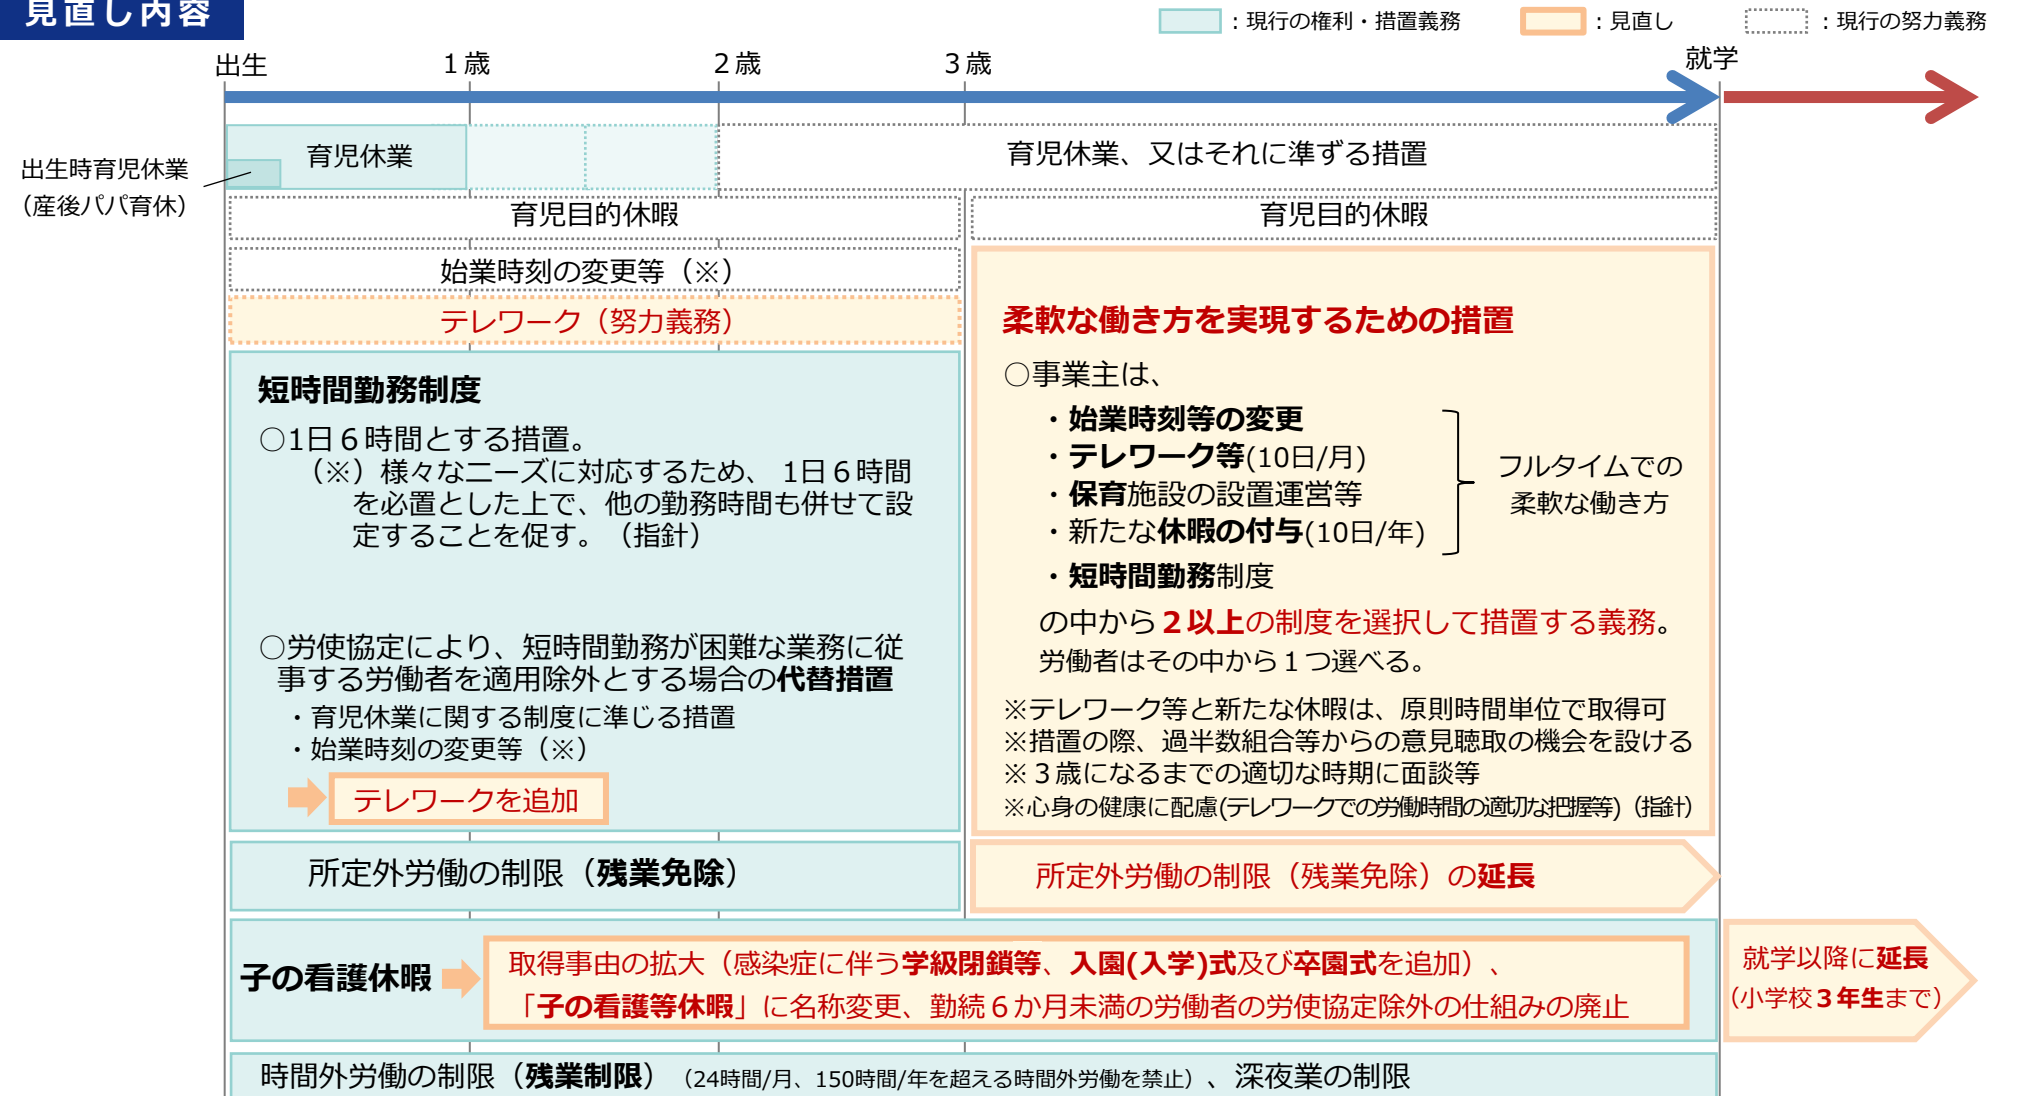 見直し内容
：現行の権利・措置義務
：見直し
：現行の努力義務
出生
１歳
２歳
３歳
就学
育児休業
育児休業、又はそれに準ずる措置
出生時育児休業
（産後パパ育休）
育児目的休暇
育児目的休暇
始業時刻の変更等（※）
テレワーク（努力義務）
短時間勤務制度
○1日６時間とする措置。
（※）様々なニーズに対応するため、 1日６時間
を必置とした上で、他の勤務時間も併せて設
定することを促す。（指針）
○労使協定により、短時間勤務が困難な業務に従
事する労働者を適用除外とする場合の代替措置
・育児休業に関する制度に準じる措置
・始業時刻の変更等（※）
テレワークを追加
柔軟な働き方を実現するための措置
○事業主は、
・始業時刻等の変更
・テレワーク等(10日/月)
・保育施設の設置運営等
・新たな休暇の付与(10日/年)
・短時間勤務制度
フルタイムでの
柔軟な働き方
の中から２以上の制度を選択して措置する義務。
労働者はその中から１つ選べる。
※テレワーク等と新たな休暇は、原則時間単位で取得可
※措置の際、過半数組合等からの意見聴取の機会を設ける
※３歳になるまでの適切な時期に面談等
※心身の健康に配慮(テレワークでの労働時間の適切な把握等)（指針）
所定外労働の制限（残業免除）
所定外労働の制限（残業免除）の延長
子の看護休暇
取得事由の拡大（感染症に伴う学級閉鎖等、入園(入学)式及び卒園式を追加）、
「子の看護等休暇」に名称変更、勤続６か月未満の労働者の労使協定除外の仕組みの廃止
就学以降に延長
（小学校３年生まで）
時間外労働の制限（残業制限）（24時間/月、150時間/年を超える時間外労働を禁止）、深夜業の制限